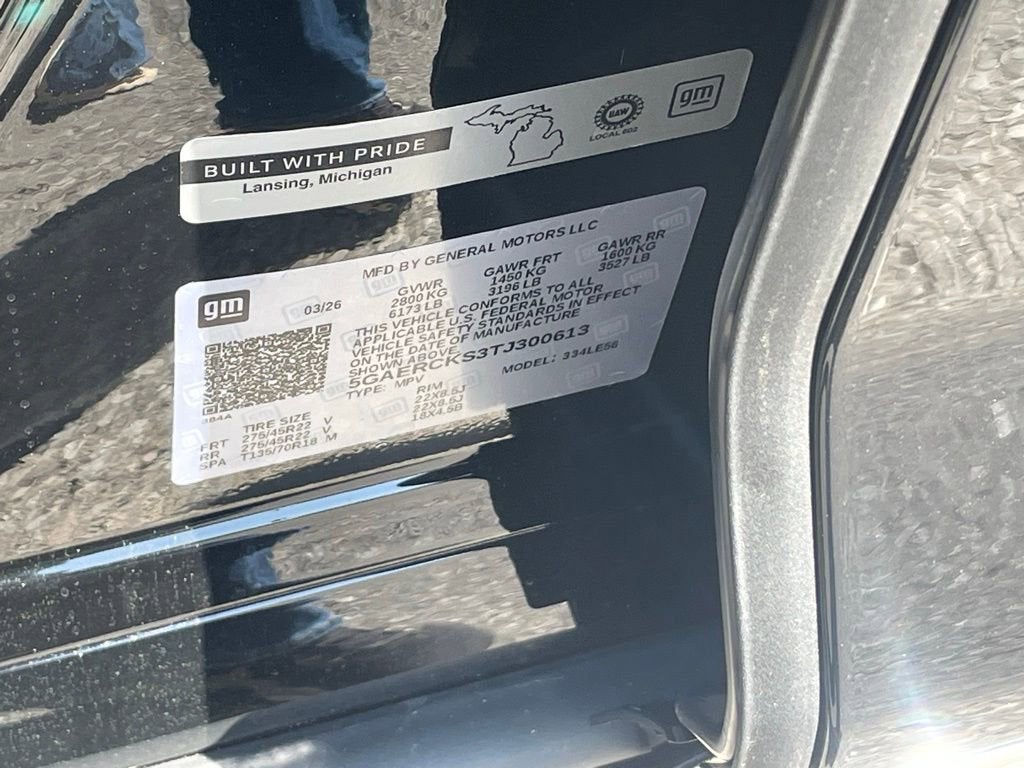 BUILT WITH PRIDE
Lansing, Michigan
UAW
LOCAL 602
gm
MFD BY GENERAL MOTORS LLC
gm
03/26
GVWR GAWR FRT GAWR RR
2800 KG 1450 KG 1600 KG
6173 LB 3196 LB 3527 LB
THIS VEHICLE CONFORMS TO ALL
APPLICABLE U.S. FEDERAL MOTOR
VEHICLE SAFETY STANDARDS IN EFFECT
ON THE DATE OF MANUFACTURE
SHOWN ABOVE
5GAERCKS3TJ300613
TYPE: MPV MODEL: 334LE56
384A
TIRE SIZE RIM
FRT 275/45R22 V 22X8.5J
RR 275/45R22 V 22X8.5J
SPA T135/70R18 M 18X4.5B